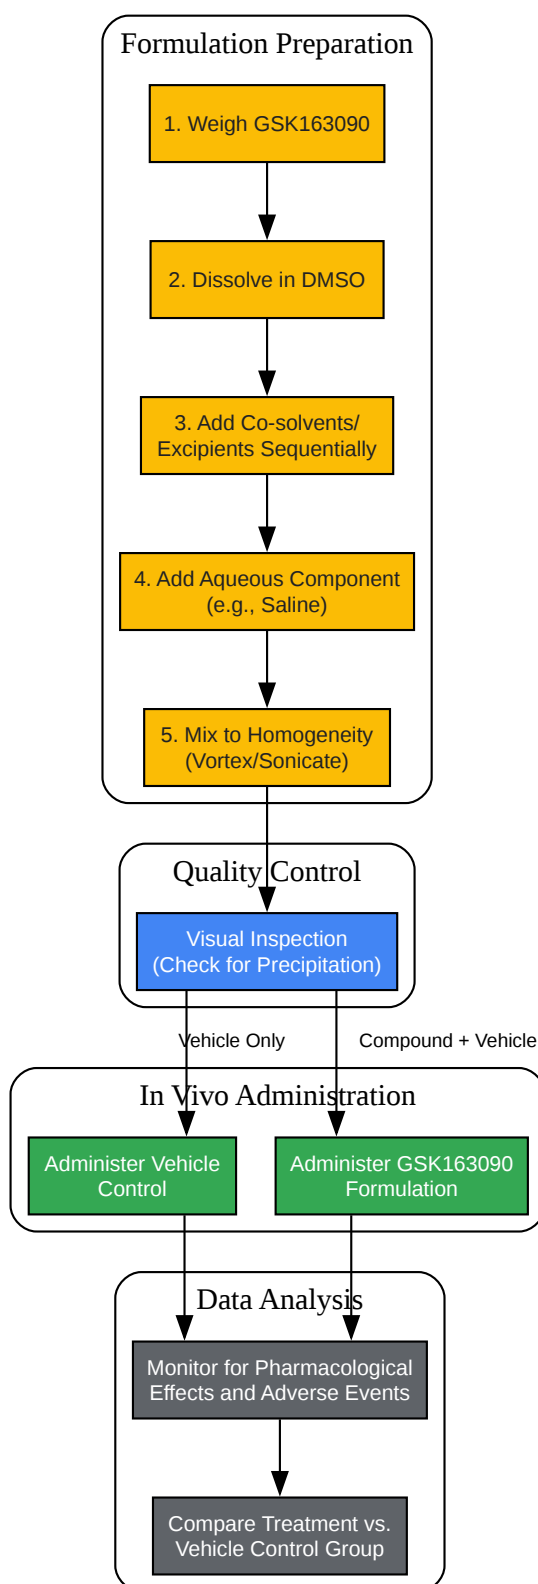 Formulation Preparation
1. Weigh GSK163090
2. Dissolve in DMSO
3. Add Co-solvents/
Excipients Sequentially
4. Add Aqueous Component
(e.g., Saline)
5. Mix to Homogeneity
(Vortex/Sonicate)
Quality Control
Visual Inspection
(Check for Precipitation)
Vehicle Only
Compound + Vehicle
In Vivo Administration
Administer Vehicle
Control
Administer GSK163090
Formulation
Data Analysis
Monitor for Pharmacological
Effects and Adverse Events
Compare Treatment vs.
Vehicle Control Group